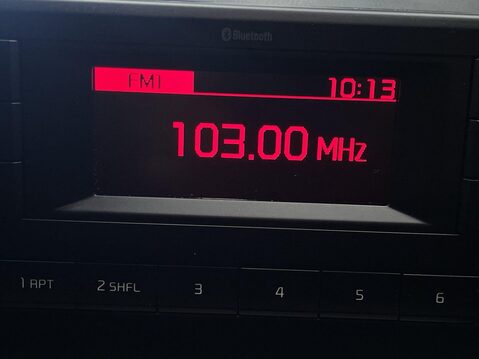 Bluetooth
FM1 10:13
103.00 MHz
1 RPT 2 SHFL 3 4 5 6